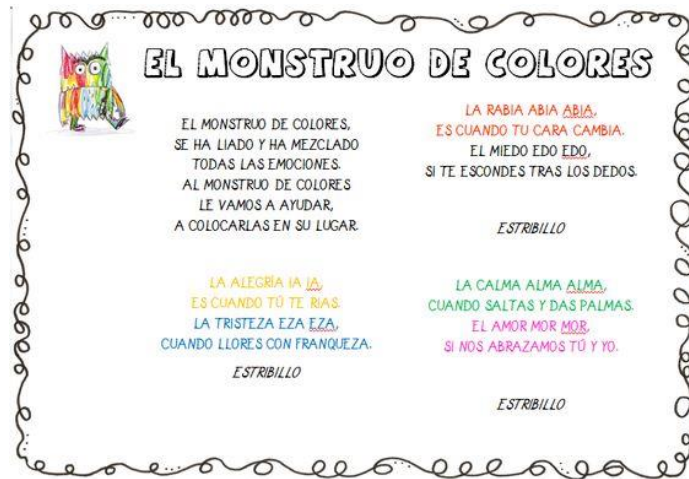 EL MONSTRUO DE COLORES
EL MONSTRUO DE COLORES,
SE HA LIADO Y HA MEZCLADO
TODAS LAS EMOCIONES.
AL MONSTRUO DE COLORES
LE VAMOS A AYUDAR,
A COLOCARLAS EN SU LUGAR.
LA ALEGRÍA IA IA,
ES CUANDO TÚ TE RIAS.
LA TRISTEZA EZA EZA,
CUANDO LLORES CON FRANQUEZA.
ESTRIBILLO
LA RABIA ABIA ABIA,
ES CUANDO TU CARA CAMBIA.
EL MIEDO EDO EDO,
SI TE ESCONDES TRAS LOS DEDOS.
ESTRIBILLO
LA CALMA ALMA ALMA,
CUANDO SALTAS Y DAS PALMAS.
EL AMOR MOR MOR,
SI NOS ABRAZAMOS TÚ Y YO.
ESTRIBILLO